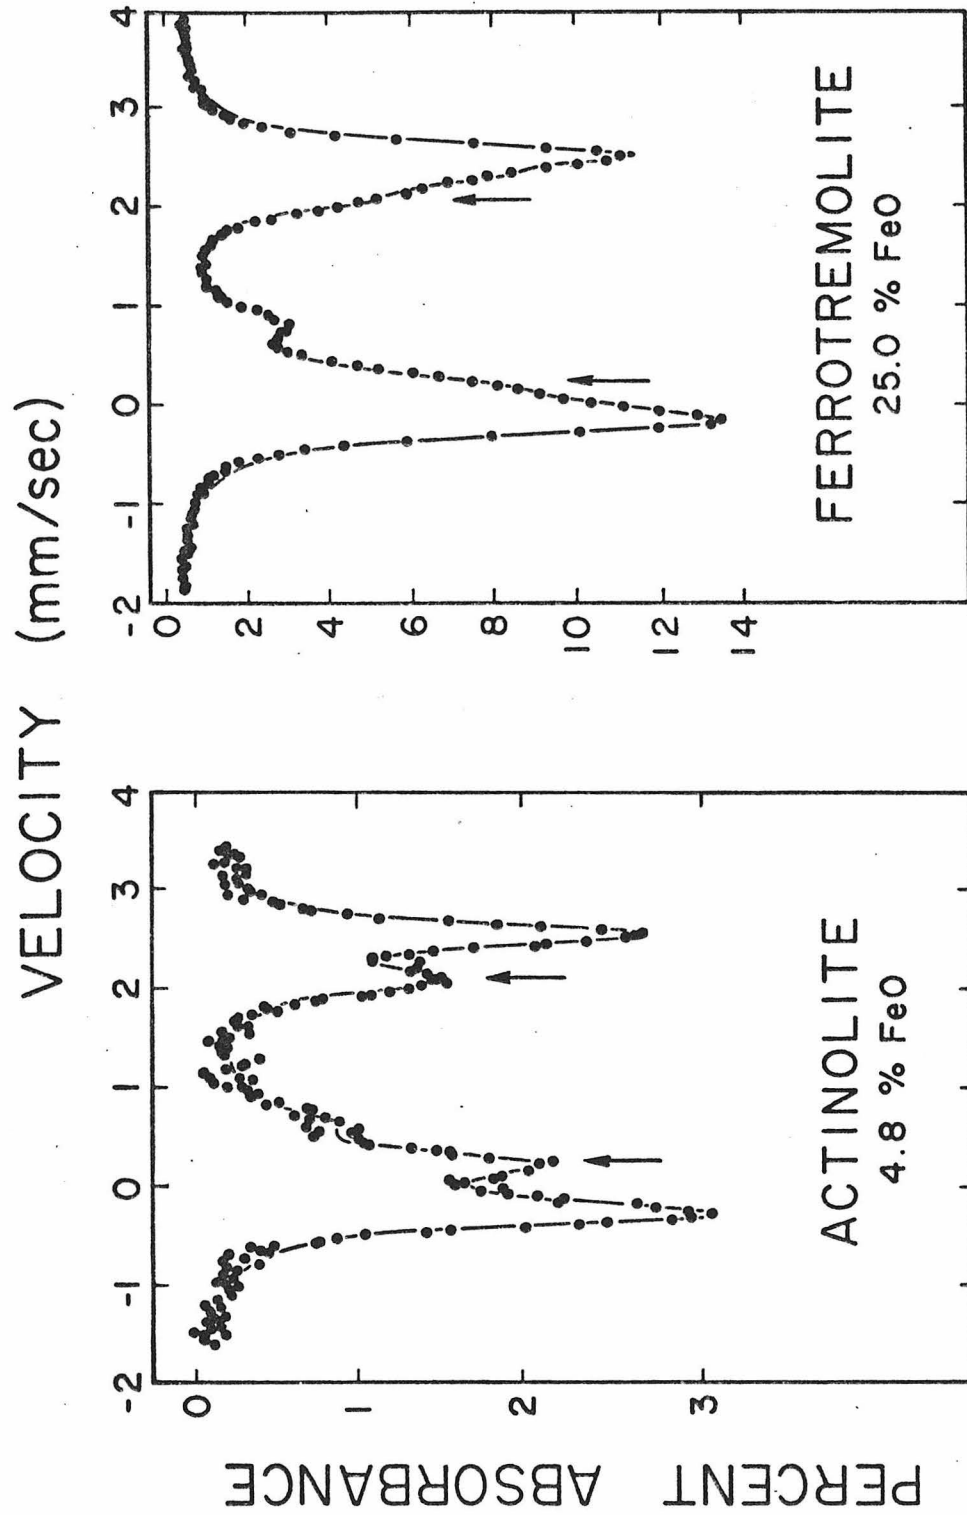 VELOCITY (mm/sec)
-2 -1 0 1 2 3 4
-2 -1 0 1 2 3 4
0
1
2
3
0
2
4
6
8
10
12
14
PERCENT ABSORBANCE
ACTINOLITE
4.8 % FeO
FERROTREMOLITE
25.0 % FeO